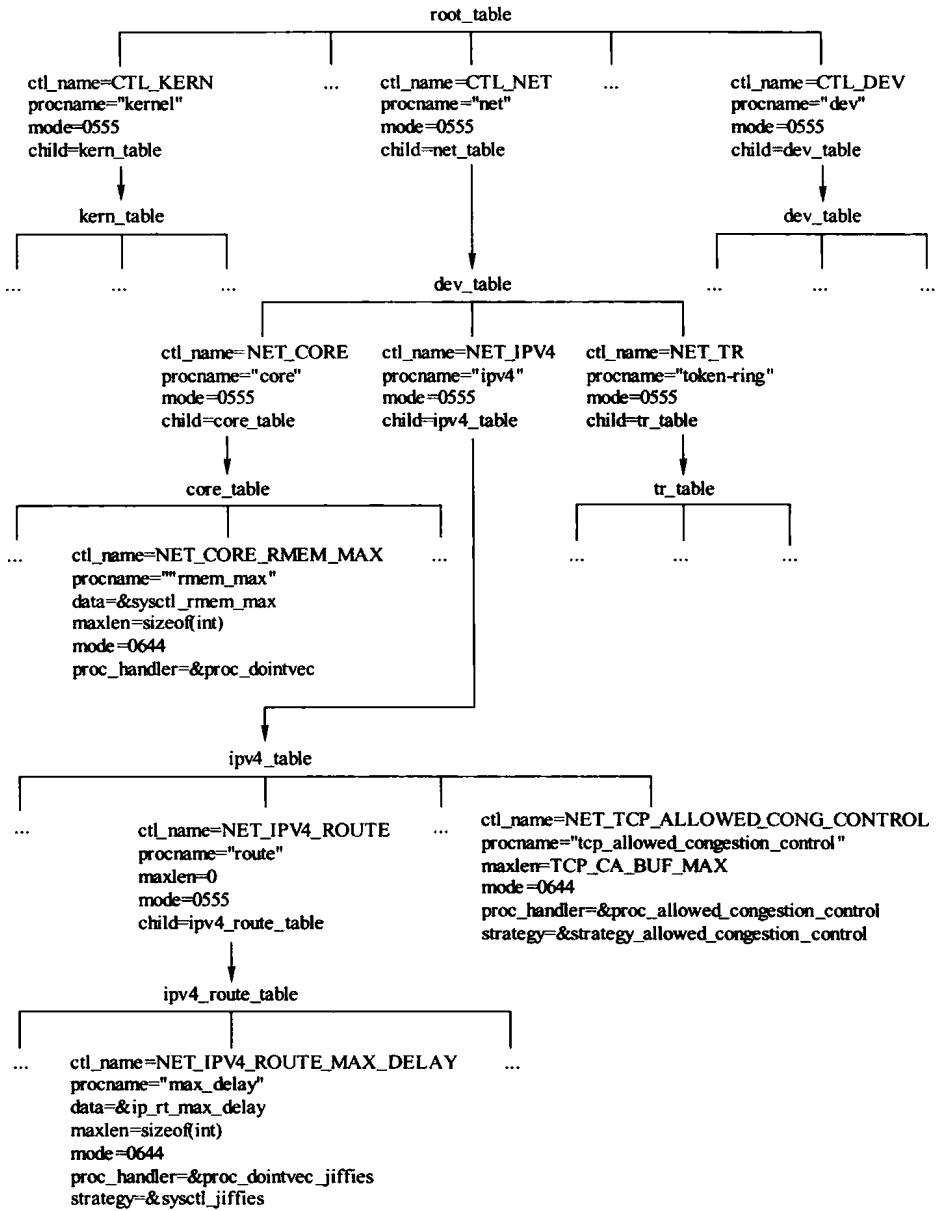 root_table
ctl_name=CTL_KERN
procname="kernel"
mode=0555
child=kern_table
...
ctl_name=CTL_NET
procname="net"
mode=0555
child=net_table
...
ctl_name=CTL_DEV
procname="dev"
mode=0555
child=dev_table
kern_table
... ... ...
dev_table
... ... ...
dev_table
ctl_name=NET_CORE
procname="core"
mode=0555
child=core_table
ctl_name=NET_IPV4
procname="ipv4"
mode=0555
child=ipv4_table
ctl_name=NET_TR
procname="token-ring"
mode=0555
child=tr_table
core_table
...
ctl_name=NET_CORE_RMEM_MAX
procname=""rmem_max"
data=&sysctl_rmem_max
maxlen=sizeof(int)
mode=0644
proc_handler=&proc_dointvec
...
tr_table
... ... ...
ipv4_table
...
ctl_name=NET_IPV4_ROUTE
procname="route"
maxlen=0
mode=0555
child=ipv4_route_table
...
ctl_name=NET_TCP_ALLOWED_CONG_CONTROL
procname="tcp_allowed_congestion_control"
maxlen=TCP_CA_BUF_MAX
mode=0644
proc_handler=&proc_allowed_congestion_control
strategy=&strategy_allowed_congestion_control
ipv4_route_table
...
ctl_name=NET_IPV4_ROUTE_MAX_DELAY
procname="max_delay"
data=&ip_rt_max_delay
maxlen=sizeof(int)
mode=0644
proc_handler=&proc_dointvec_jiffies
strategy=&sysctl_jiffies
...